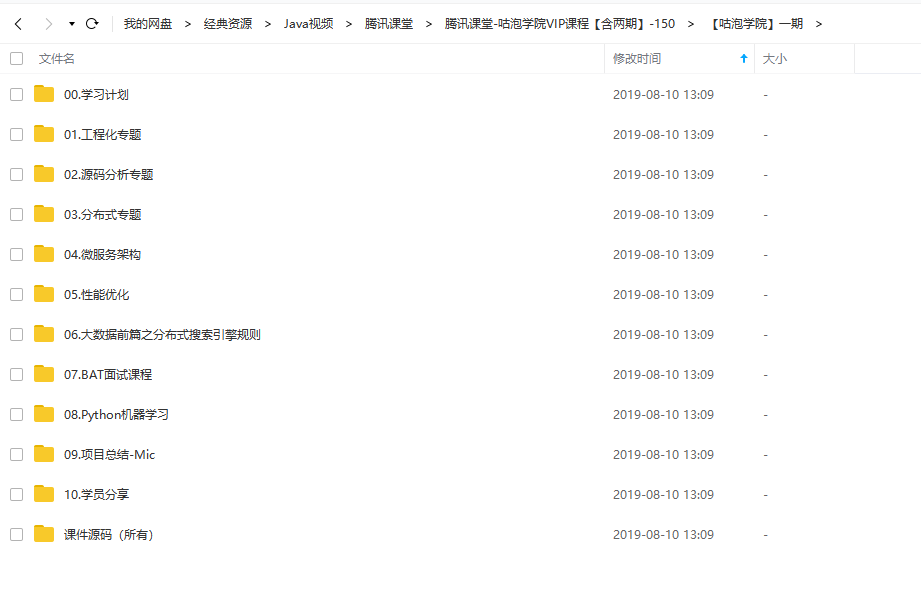 我的网盘 > 经典资源 > Java视频 > 腾讯课堂 > 腾讯课堂-咕泡学院VIP课程【含两期】-150 > 【咕泡学院】一期 >
文件名 修改时间 大小
00.学习计划 2019-08-10 13:09 -
01.工程化专题 2019-08-10 13:09 -
02.源码分析专题 2019-08-10 13:09 -
03.分布式专题 2019-08-10 13:09 -
04.微服务架构 2019-08-10 13:09 -
05.性能优化 2019-08-10 13:09 -
06.大数据前篇之分布式搜索引擎规则 2019-08-10 13:09 -
07.BAT面试课程 2019-08-10 13:09 -
08.Python机器学习 2019-08-10 13:09 -
09.项目总结-Mic 2019-08-10 13:09 -
10.学员分享 2019-08-10 13:09 -
课件源码（所有） 2019-08-10 13:09 -